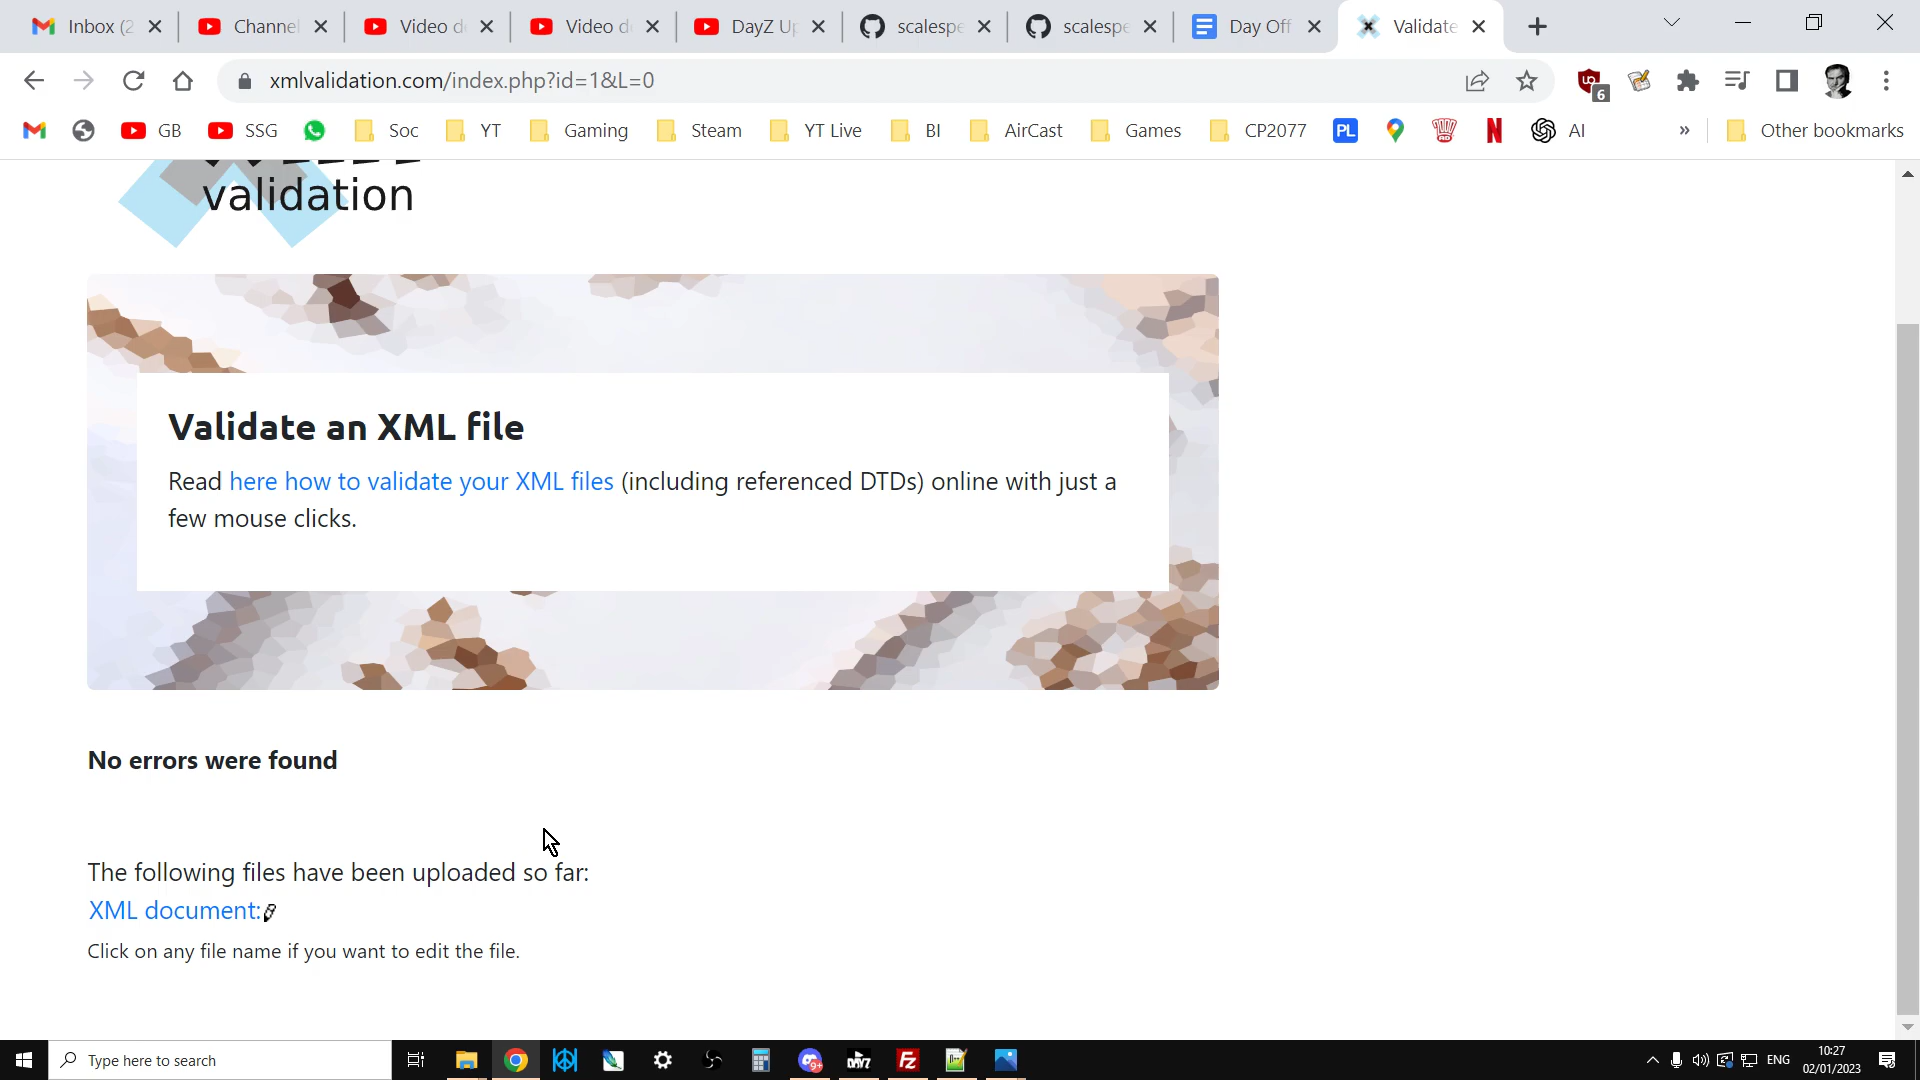 Inbox (2
Channel
Video d
Video d
DayZ Up
scalespe
scalespe
Day Off
Validate
xmlvalidation.com/index.php?id=1&L=0
6
GB
SSG
Soc
YT
Gaming
Steam
YT Live
BI
AirCast
Games
CP2077
PL
AI
»
Other bookmarks
validation
Validate an XML file
Read here how to validate your XML files (including referenced DTDs) online with just a
few mouse clicks.
No errors were found
The following files have been uploaded so far:
XML document:
Click on any file name if you want to edit the file.
Type here to search
DAYZ
Fz
ENG
10:27
02/01/2023